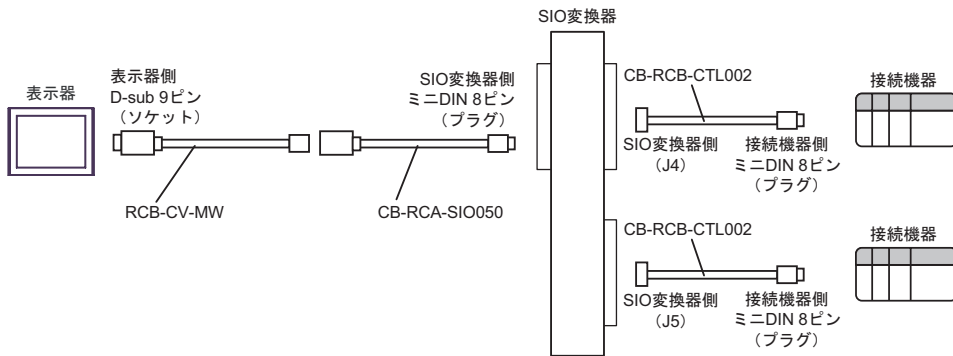 SIO変換器
表示器
表示器側
D-sub 9ピン
（ソケット）
SIO変換器側
ミニDIN 8ピン
（プラグ）
RCB-CV-MW
CB-RCA-SIO050
CB-RCB-CTL002
接続機器
SIO変換器側
（J4）
接続機器側
ミニDIN 8ピン
（プラグ）
CB-RCB-CTL002
接続機器
SIO変換器側
（J5）
接続機器側
ミニDIN 8ピン
（プラグ）